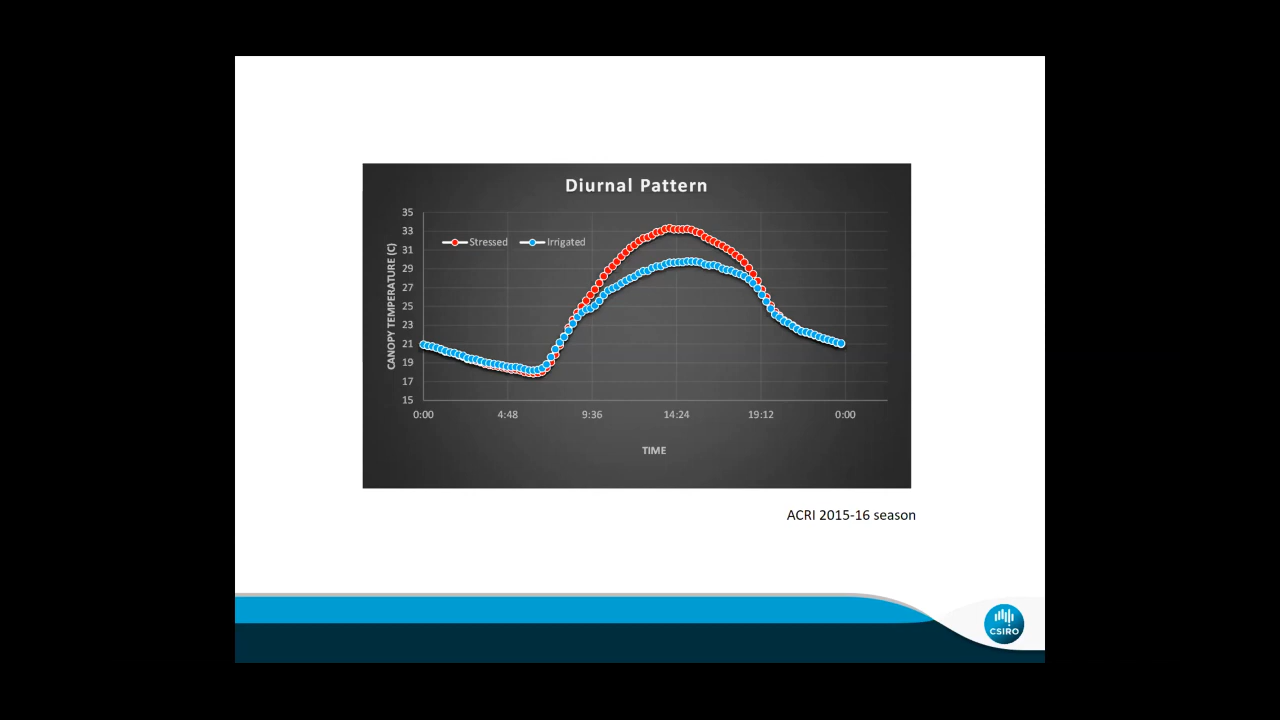 Diurnal Pattern
35
33
31
29
27
25
23
21
19
17
15
CANOPY TEMPERATURE (C)
Stressed
Irrigated
0:00 4:48 9:36 14:24 19:12 0:00
TIME
ACRI 2015-16 season
CSIRO